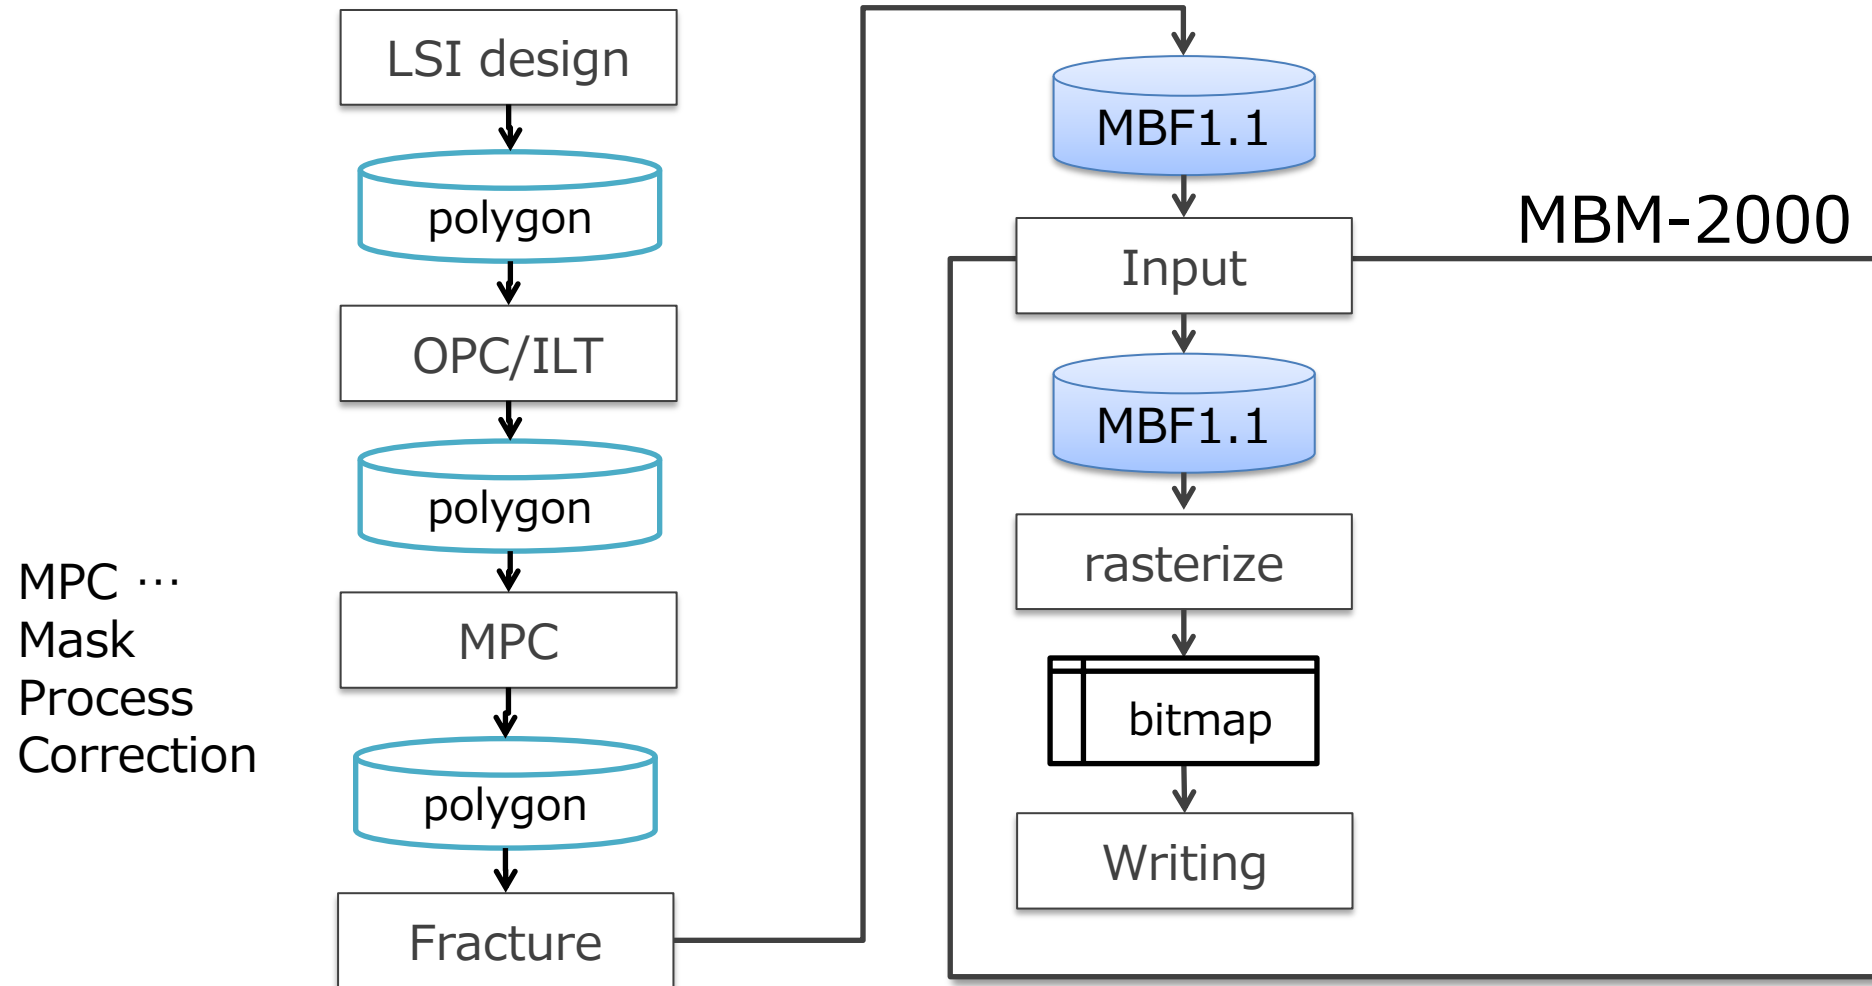 LSI design
polygon
OPC/ILT
polygon
MPC ⋯
Mask
Process
Correction
MPC
polygon
Fracture
MBF1.1
MBM-2000
Input
MBF1.1
rasterize
bitmap
Writing